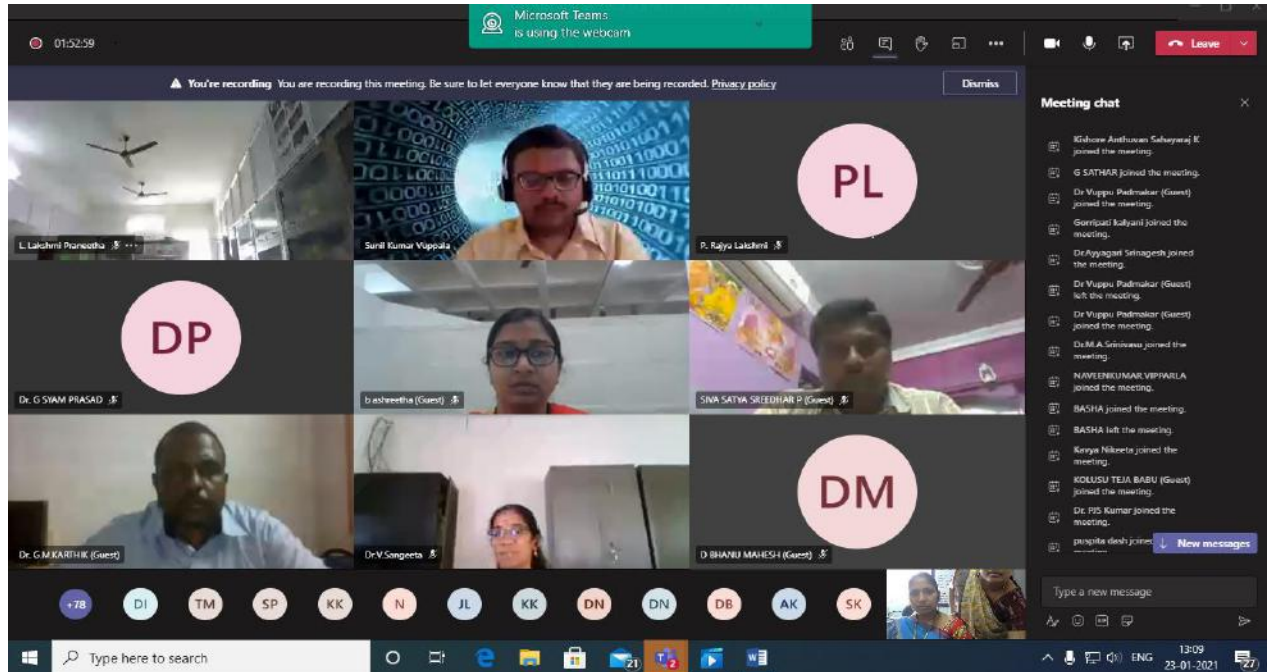 Microsoft Teams
is using the webcam
01:52:59
Leave
You're recording You are recording this meeting. Be sure to let everyone know that they are being recorded. Privacy policy
Dismiss
Meeting chat
Kishore Anthuvan Sahayaraj K
joined the meeting.
G SATHAR joined the meeting.
Dr Vuppu Padmakar (Guest)
joined the meeting.
Gorripati kalyani joined the
meeting.
Dr.Ayyagari Srinagesh joined
the meeting.
Dr Vuppu Padmakar (Guest)
left the meeting.
Dr Vuppu Padmakar (Guest)
joined the meeting.
Dr.M.A.Srinivasu joined the
meeting.
NAVEENKUMAR.VIPPARLA
joined the meeting.
BASHA joined the meeting.
BASHA left the meeting.
Kavya Nikeeta joined the
meeting.
KOLUSU TEJA BABU (Guest)
joined the meeting.
Dr. PJS Kumar joined the
meeting.
puspita dash joined
New messages
Type a new message
L. Lakshmi Praneetha
Sunil Kumar Vuppala
PL
P. Rajya Lakshmi
DP
Dr. G SYAM PRASAD
b ashreetha (Guest)
SIVA SATYA SREEDHAR P (Guest)
Dr. G.M.KARTHIK (Guest)
Dr.V.Sangeeta
DM
D BHANU MAHESH (Guest)
+78 DI TM SP KK N JL KK DN DN DB AK SK
Type here to search
21
2
ENG
13:09
23-01-2021
27